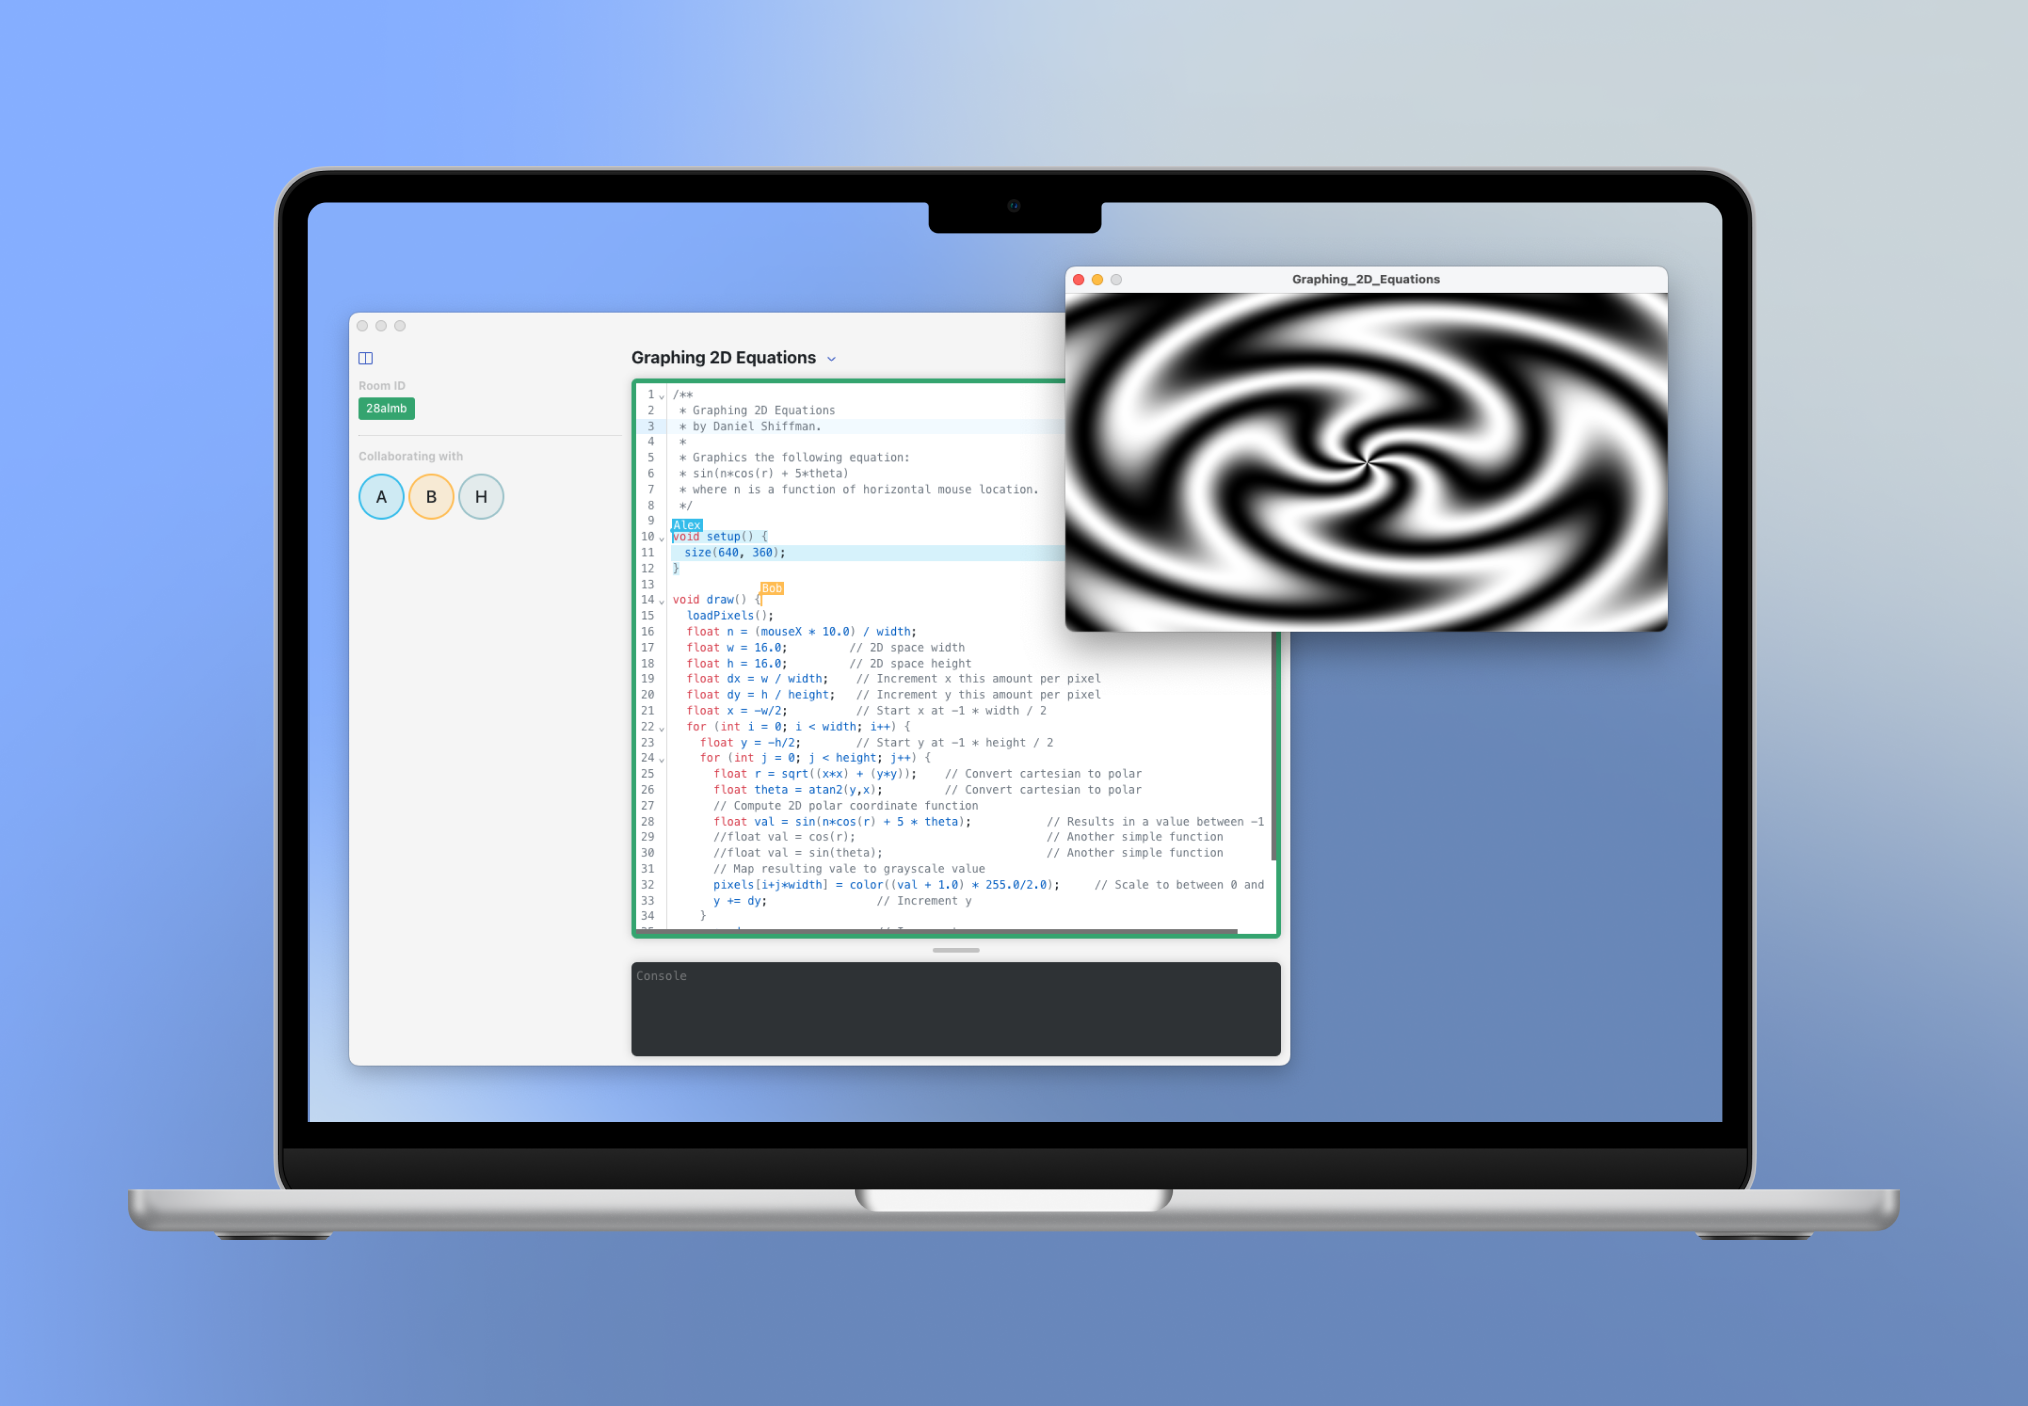 Graphing_2D_Equations
Graphing 2D Equations
Room ID
28almb
Collaborating with
A B H
1 /**
2 * Graphing 2D Equations
3 * by Daniel Shiffman.
4 *
5 * Graphics the following equation:
6 * sin(n*cos(r) + 5*theta)
7 * where n is a function of horizontal mouse location.
8 */
9
Alex
10 void setup() {
11 size(640, 360);
12 }
13
Bob
14 void draw() {
15 loadPixels();
16 float n = (mouseX * 10.0) / width;
17 float w = 16.0; // 2D space width
18 float h = 16.0; // 2D space height
19 float dx = w / width; // Increment x this amount per pixel
20 float dy = h / height; // Increment y this amount per pixel
21 float x = -w/2; // Start x at -1 * width / 2
22 for (int i = 0; i < width; i++) {
23 float y = -h/2; // Start y at -1 * height / 2
24 for (int j = 0; j < height; j++) {
25 float r = sqrt((x*x) + (y*y)); // Convert cartesian to polar
26 float theta = atan2(y,x); // Convert cartesian to polar
27 // Compute 2D polar coordinate function
28 float val = sin(n*cos(r) + 5 * theta); // Results in a value between -1
29 //float val = cos(r); // Another simple function
30 //float val = sin(theta); // Another simple function
31 // Map resulting vale to grayscale value
32 pixels[i+j*width] = color((val + 1.0) * 255.0/2.0); // Scale to between 0 and
33 y += dy; // Increment y
34 }
Console